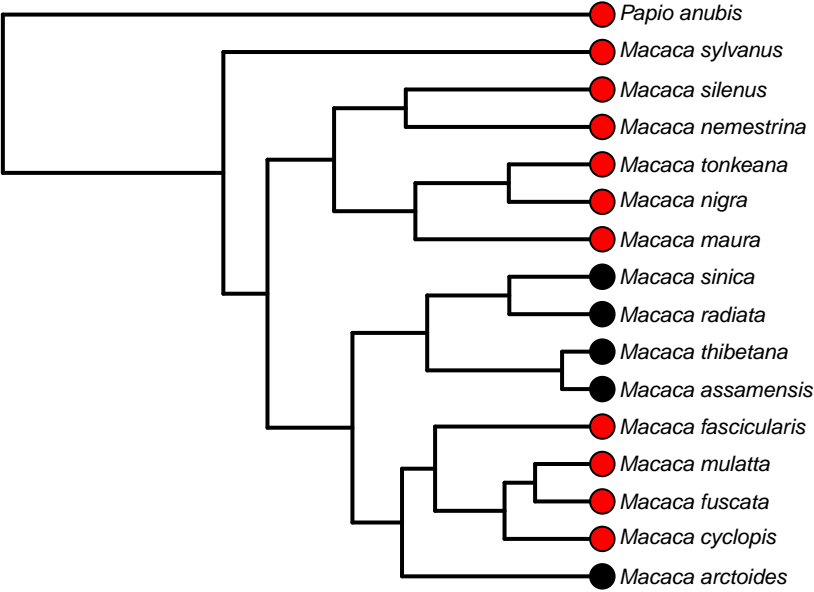 Papio anubis
Macaca sylvanus
Macaca silenus
Macaca nemestrina
Macaca tonkeana
Macaca nigra
Macaca maura
Macaca sinica
Macaca radiata
Macaca thibetana
Macaca assamensis
Macaca fascicularis
Macaca mulatta
Macaca fuscata
Macaca cyclopis
Macaca arctoides